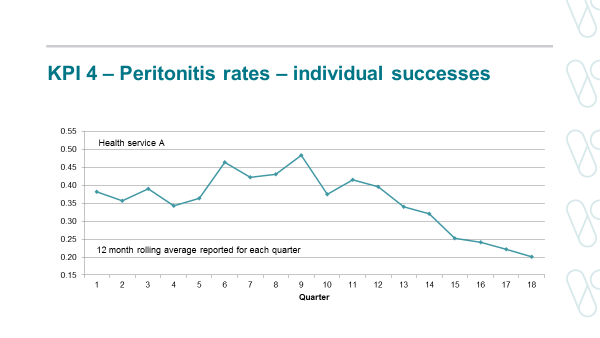 KPI 4 – Peritonitis rates – individual successes
0.55
Health service A
0.50
0.45
0.40
0.35
0.30
0.25
12 month rolling average reported for each quarter
0.20
0.15
1 2 3 4 5 6 7 8 9 10 11 12 13 14 15 16 17 18
Quarter